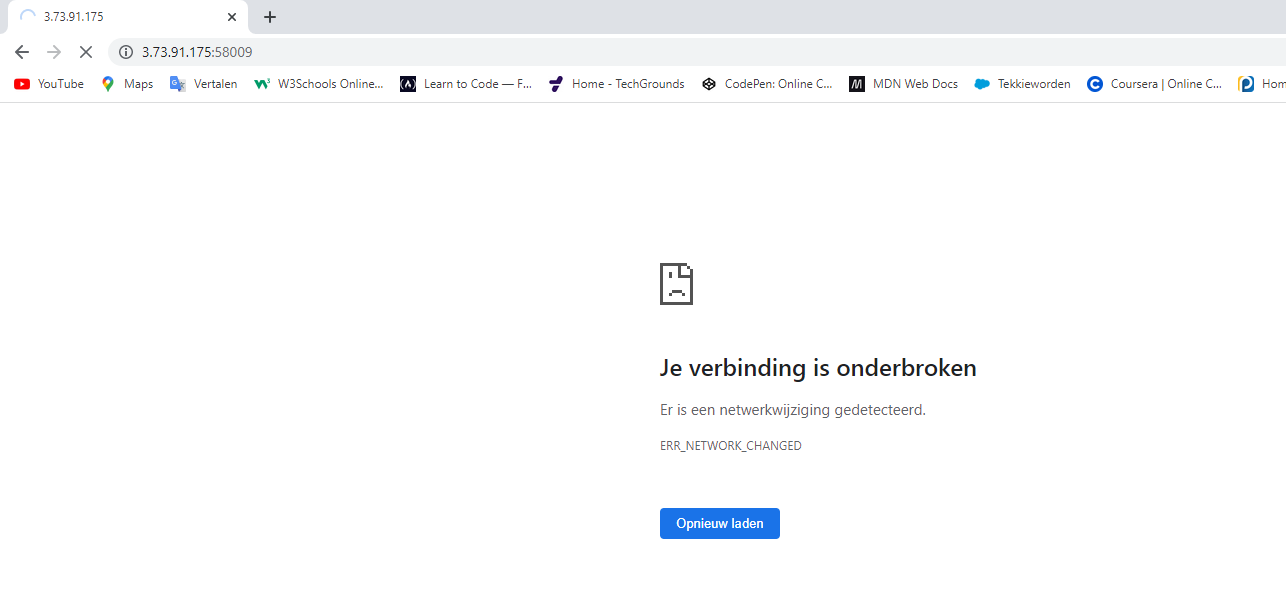 3.73.91.175
3.73.91.175:58009
YouTube Maps Vertalen W3Schools Online... Learn to Code — F... Home - TechGrounds CodePen: Online C... MDN Web Docs Tekkieworden Coursera | Online C... Hom
Je verbinding is onderbroken
Er is een netwerkwijziging gedetecteerd.
ERR_NETWORK_CHANGED
Opnieuw laden